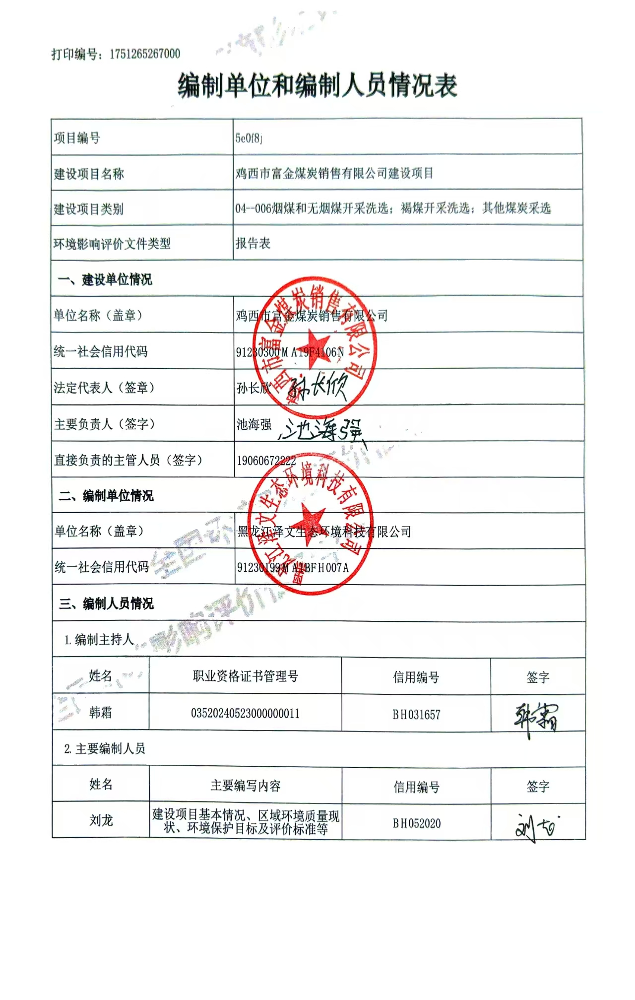 打印编号：1751265267000
编制单位和编制人员情况表
项目编号 5e0f8j
建设项目名称 鸡西市富金煤炭销售有限公司建设项目
建设项目类别 04--006烟煤和无烟煤开采洗选；褐煤开采洗选；其他煤炭采选
环境影响评价文件类型 报告表
一、建设单位情况
单位名称（盖章） 鸡西市富金煤炭销售有限公司
鸡西市富金煤炭销售有限公司
统一社会信用代码 91230300MA19F4106N
法定代表人（签章） 孙长欣 孙长欣
主要负责人（签字） 池海强 池海强
直接负责的主管人员（签字） 19060672222
二、编制单位情况
单位名称（盖章） 黑龙江泽文生态环境科技有限公司
黑龙江泽文生态环境科技有限公司
统一社会信用代码 91230199MA BFH007A
三、编制人员情况
1.编制主持人
姓名 职业资格证书管理号 信用编号 签字
韩霜 03520240523000000011 BH031657 韩霜
2.主要编制人员
姓名 主要编写内容 信用编号 签字
刘龙 建设项目基本情况、区域环境质量现 BH052020 刘龙
状、环境保护目标及评价标准等